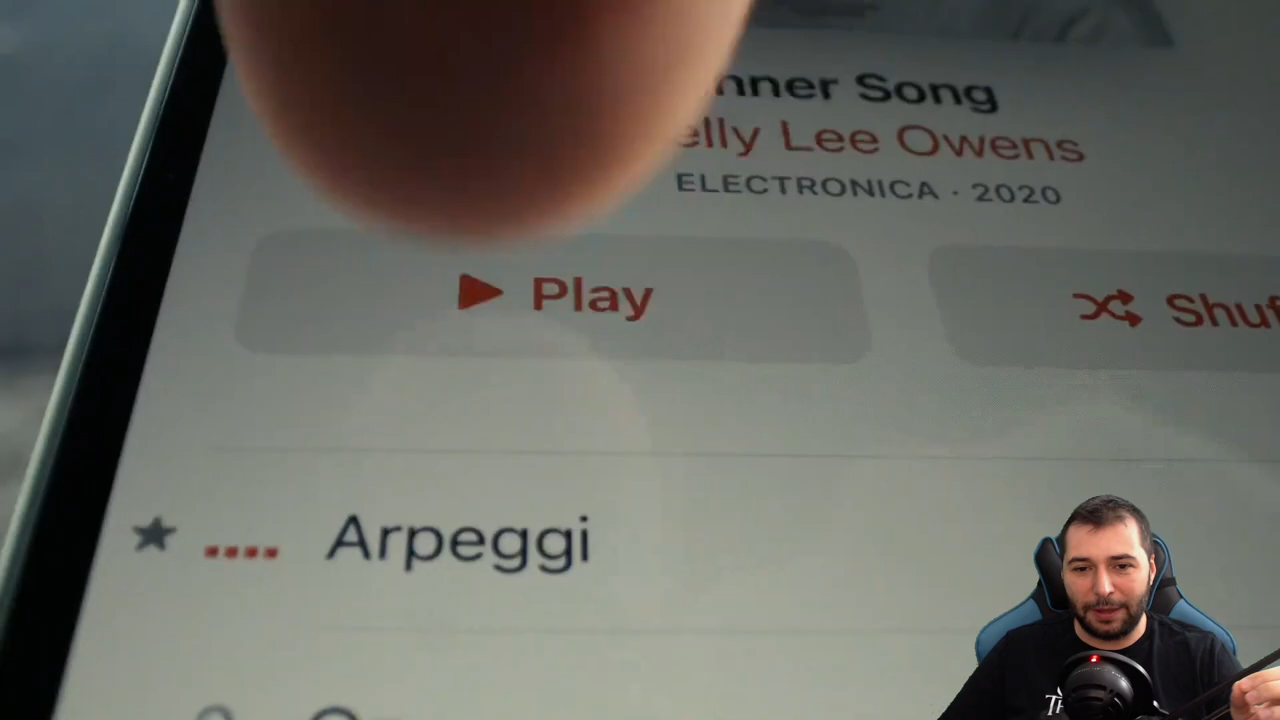 nner Song
elly Lee Owens
ELECTRONICA · 2020
Play
Shuf
Arpeggi